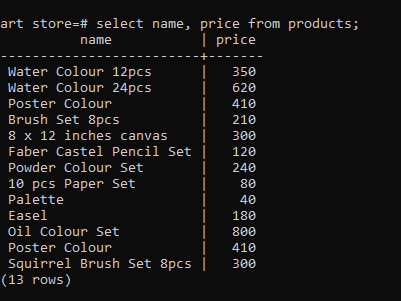 art store=# select name, price from products;
name | price
-------------------------+-------
Water Colour 12pcs | 350
Water Colour 24pcs | 620
Poster Colour | 410
Brush Set 8pcs | 210
8 x 12 inches canvas | 300
Faber Castel Pencil Set | 120
Powder Colour Set | 240
10 pcs Paper Set | 80
Palette | 40
Easel | 180
Oil Colour Set | 800
Poster Colour | 410
Squirrel Brush Set 8pcs | 300
(13 rows)